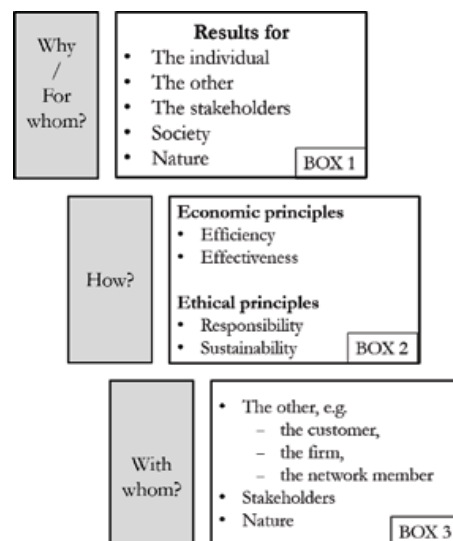 Why
/
For
whom?
Results for
• The individual
• The other
• The stakeholders
• Society
• Nature
BOX 1
How?
Economic principles
• Efficiency
• Effectiveness
Ethical principles
• Responsibility
• Sustainability
BOX 2
With
whom?
• The other, e.g.
– the customer,
– the firm,
– the network member
• Stakeholders
• Nature
BOX 3